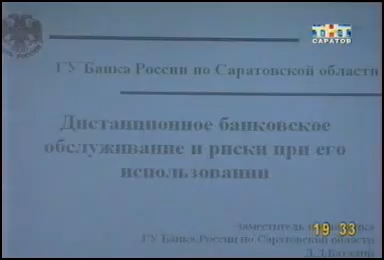 ТНТ
САРАТОВ
ГУ Банка России по Саратовской области
Дистанционное банковское
обслуживание и риски при его
использовании
заместитель
ГУ Банка России по Саратовской области
19 33